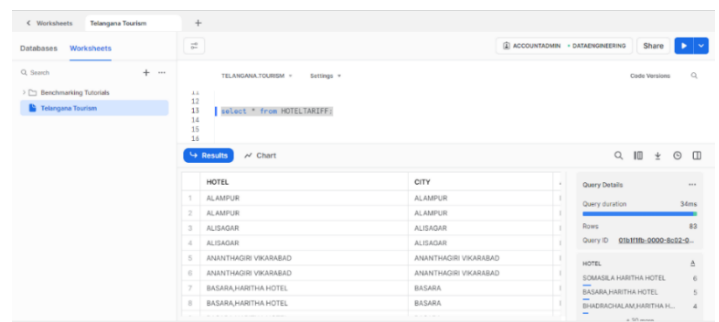 Worksheets
Telangana Tourism
+
Databases
Worksheets
ACCOUNTADMIN
DATAENGINEERING
Share
Search
+
...
Benchmarking Tutorials
Telangana Tourism
TELANGANA.TOURISM
Settings
Code Versions
12
13 select * from HOTELTARIFF;
14
15
16
Results
Chart
HOTEL CITY
1 ALAMPUR ALAMPUR
2 ALAMPUR ALAMPUR
3 ALISAGAR ALISAGAR
4 ALISAGAR ALISAGAR
5 ANANTHAGIRI VIKARABAD ANANTHAGIRI VIKARABAD
6 ANANTHAGIRI VIKARABAD ANANTHAGIRI VIKARABAD
7 BASARA,HARITHA HOTEL BASARA
8 BASARA,HARITHA HOTEL BASARA
Query Details ...
Query duration 34ms
Rows 83
Query ID
HOTEL A
SOMASILA HARITHA HOTEL 6
BASARA,HARITHA HOTEL 5
BHADRACHALAM,HARITHA H... 4